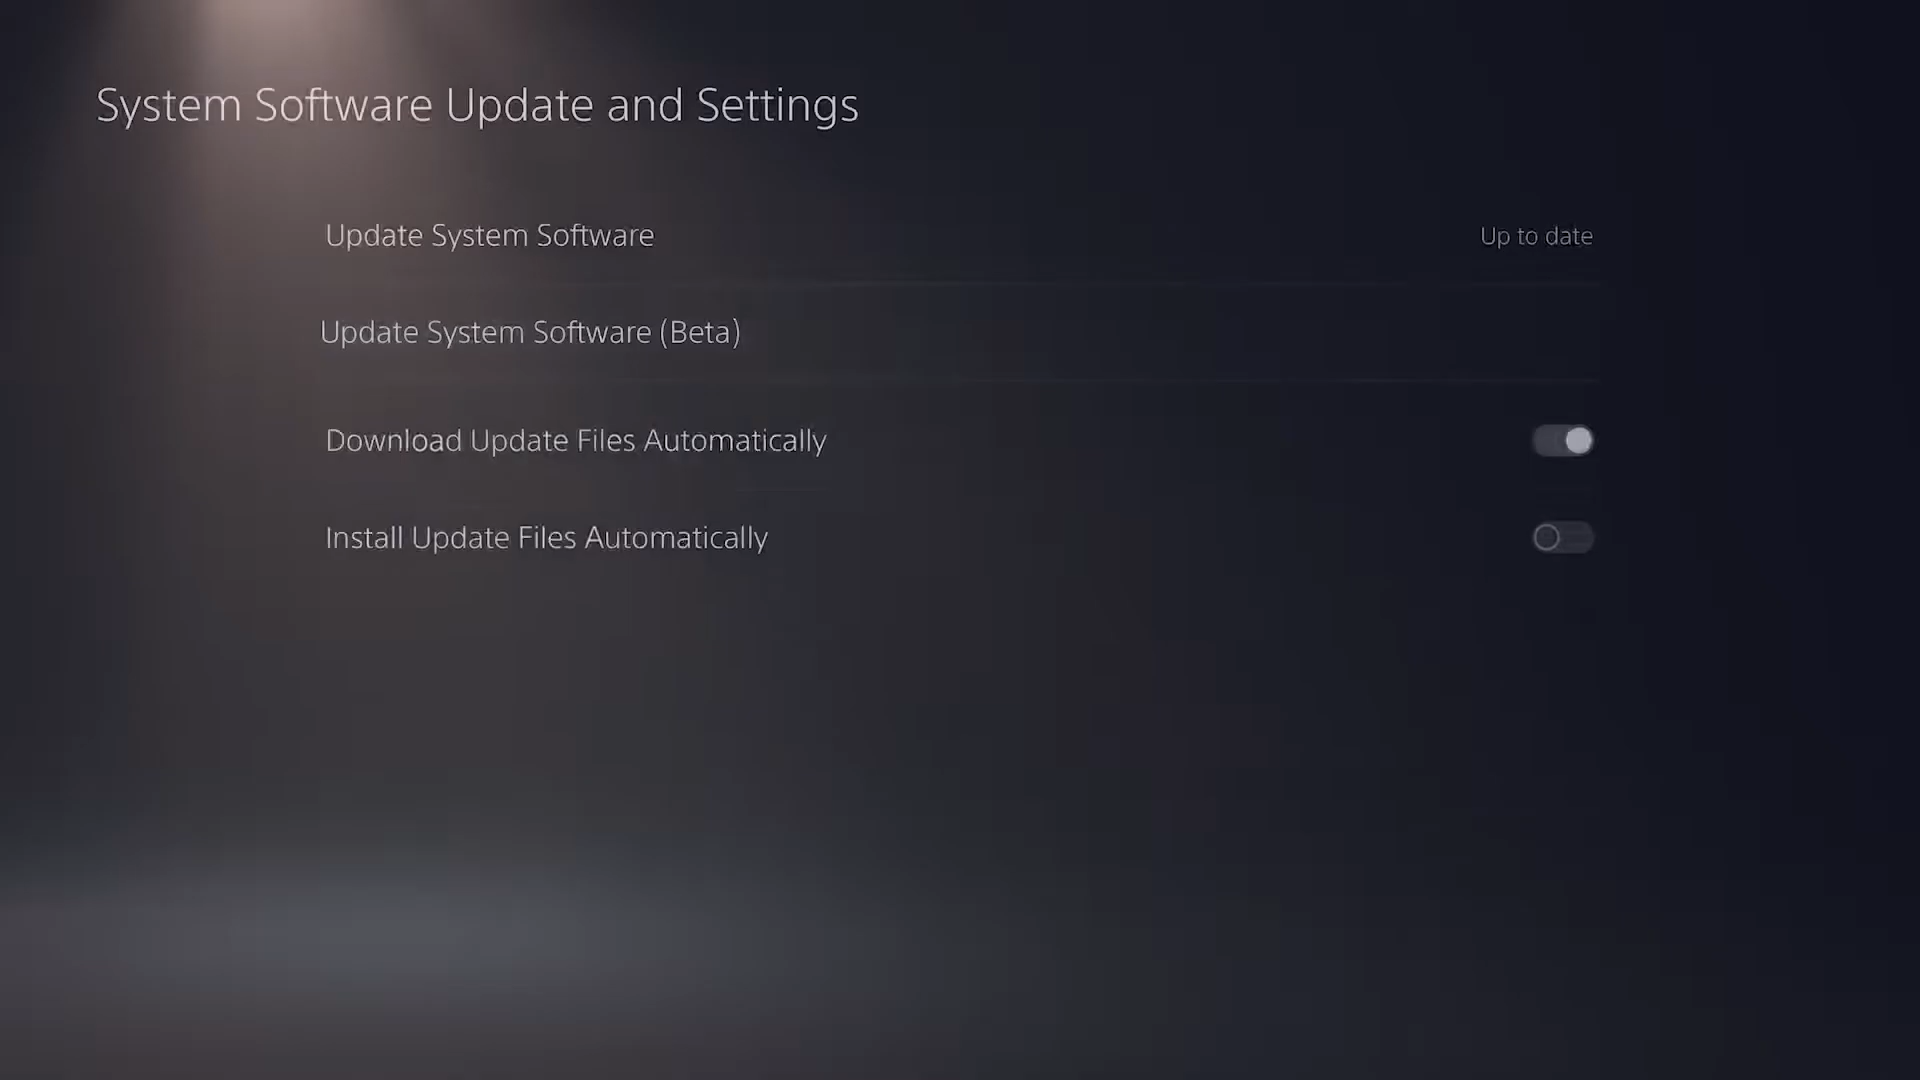 System Software Update and Settings
Update System Software
Up to date
Update System Software (Beta)
Download Update Files Automatically
Install Update Files Automatically